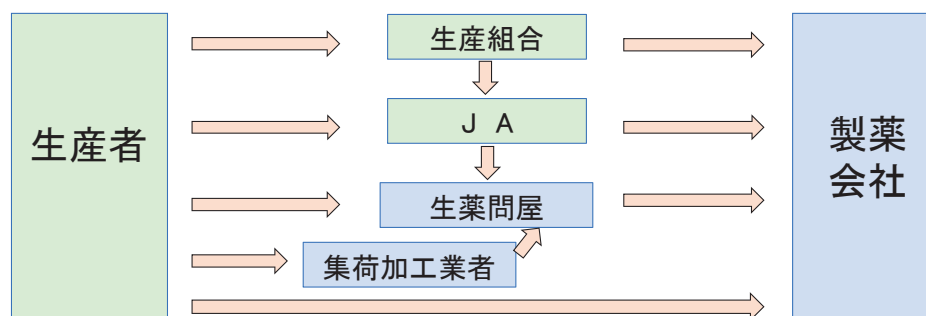 生産者
生産組合
Ｊ Ａ
生薬問屋
集荷加工業者
製薬
会社